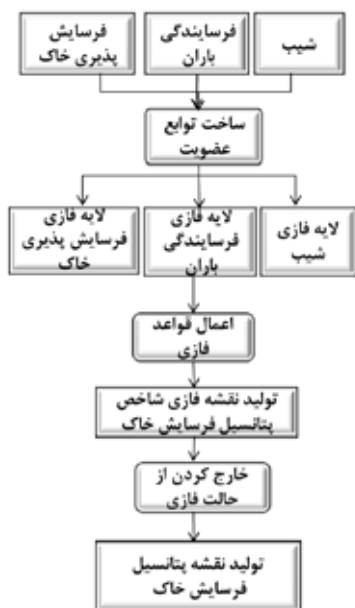 شیب
فرسایندگی
باران
فرسایش
پذیری خاک
ساخت توابع
عضویت
لایه فازی
شیب
لایه فازی
فرسایندگی
باران
لایه فازی
فرسایش پذیری
خاک
اعمال قواعد
فازی
تولید نقشه فازی شاخص
پتانسیل فرسایش خاک
خارج کردن از
حالت فازی
تولید نقشه پتانسیل
فرسایش خاک